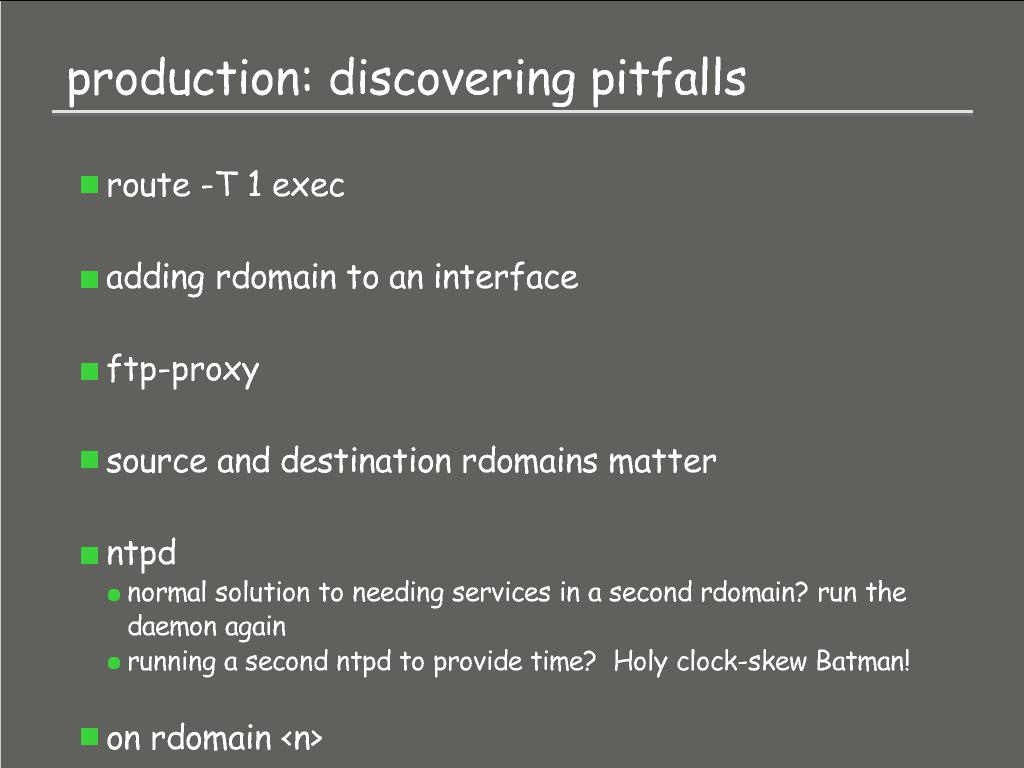 production: discovering pitfalls
route -T 1 exec
adding rdomain to an interface
ftp-proxy
source and destination rdomains matter
ntpd
normal solution to needing services in a second rdomain? run the
daemon again
running a second ntpd to provide time?  Holy clock-skew Batman!
on rdomain <n>